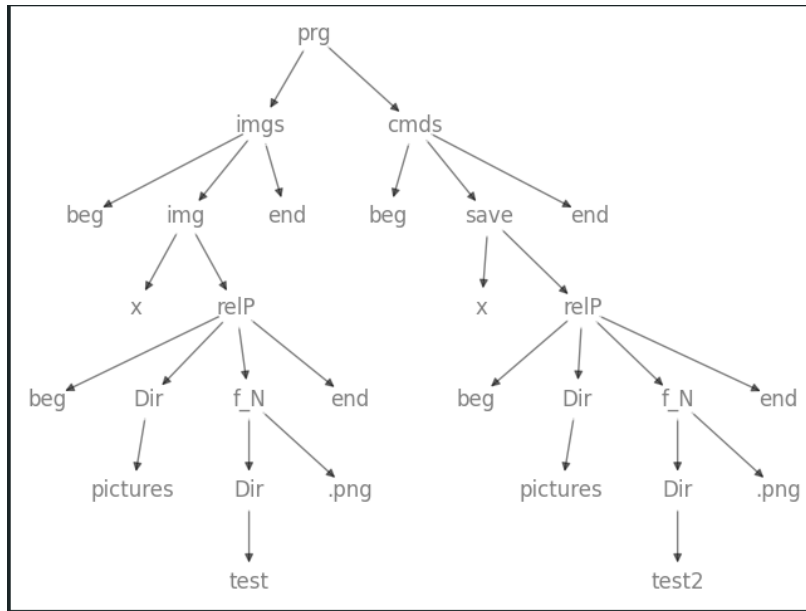 prg
imgs cmds
beg img end beg save end
x relP x relP
beg Dir f_N end beg Dir f_N end
pictures Dir .png pictures Dir .png
test test2